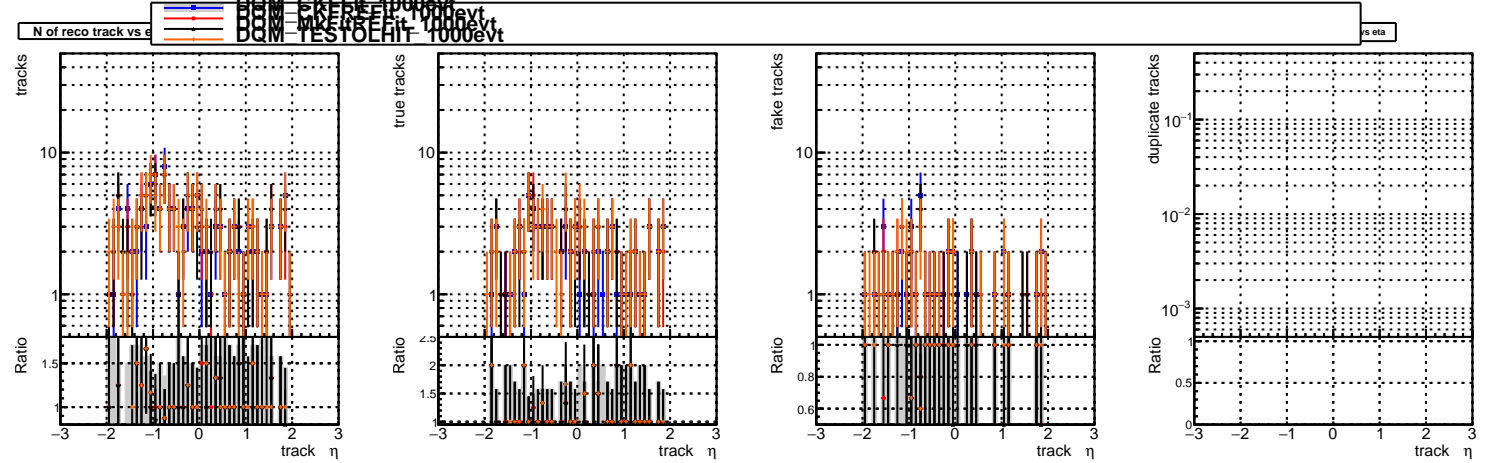 DQM_CKFFit_1000evt
DQM_CKFREFit_1000evt
DQM_MkFitREFit_1000evt
DQM_TESTOLHIT_1000evt
N of reco track vs e
vs eta
tracks
10
1
Ratio
1.5
1
−3 −2 −1 0 1 2 3
track η
true tracks
10
1
Ratio
2.5
2
1.5
1
−3 −2 −1 0 1 2 3
track η
fake tracks
10
1
Ratio
1
0.8
0.6
−3 −2 −1 0 1 2 3
track η
duplicate tracks
10−1
10−2
10−3
Ratio
1
0.5
0
−3 −2 −1 0 1 2 3
track η